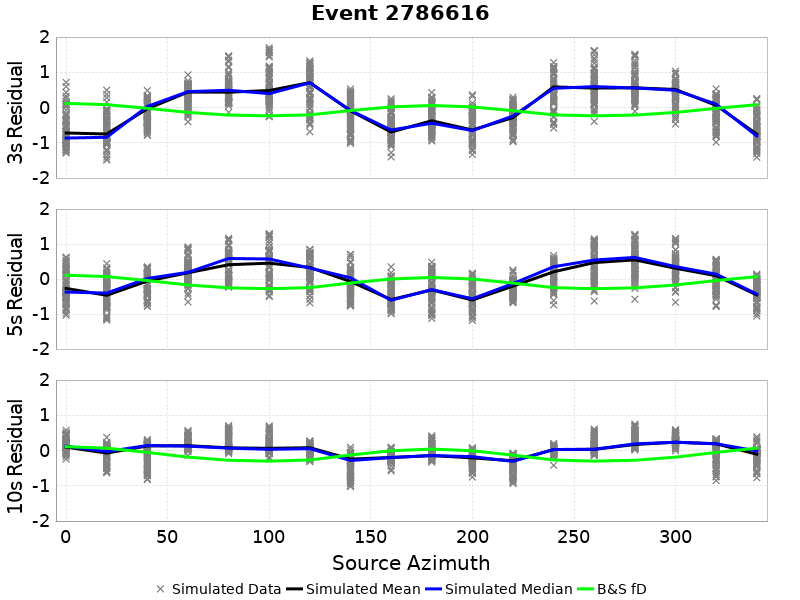 Event 2786616
3s Residual
2
1
0
-1
-2
5s Residual
2
1
0
-1
-2
10s Residual
2
1
0
-1
-2
0 50 100 150 200 250 300
Source Azimuth
Simulated Data Simulated Mean Simulated Median B&S fD